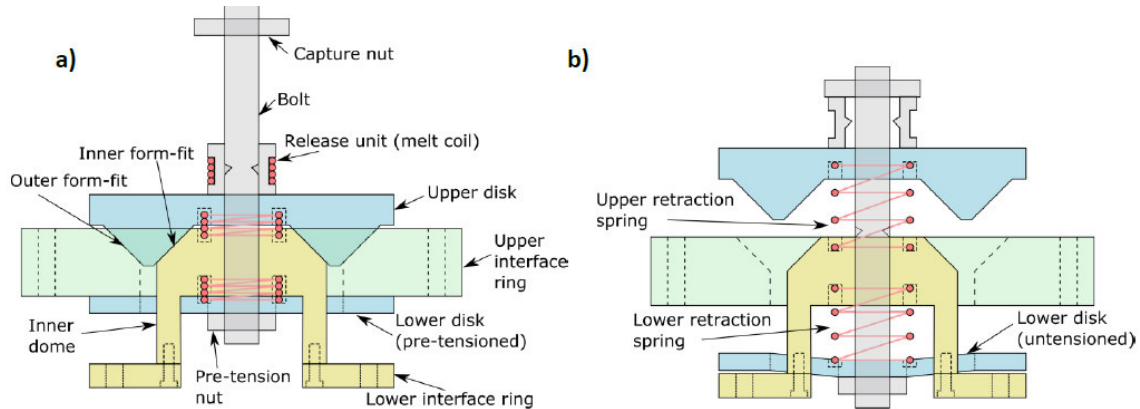 a)
Capture nut
Bolt
Release unit (melt coil)
Inner form-fit
Outer form-fit
Upper disk
Upper
interface
ring
Inner
dome
Lower disk
(pre-tensioned)
Pre-tension
nut
Lower interface ring
b)
Upper retraction
spring
Lower retraction
spring
Lower disk
(untensioned)